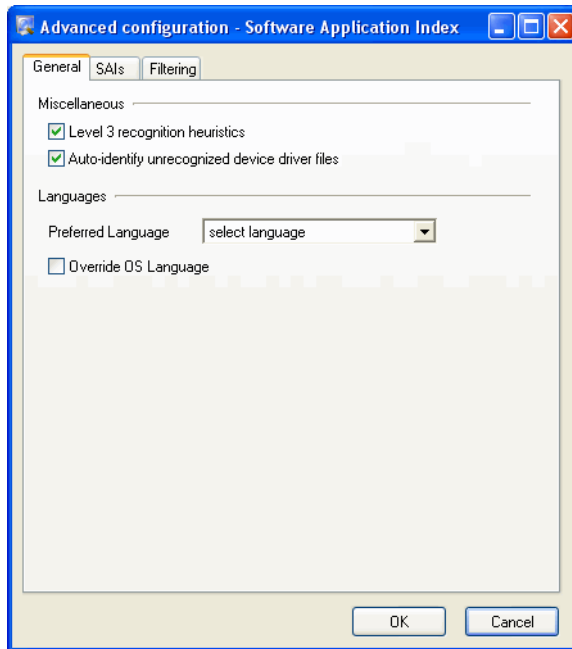 Advanced configuration - Software Application Index
General SAIs Filtering
Miscellaneous
Level 3 recognition heuristics
Auto-identify unrecognized device driver files
Languages
Preferred Language select language
Override OS Language
OK Cancel